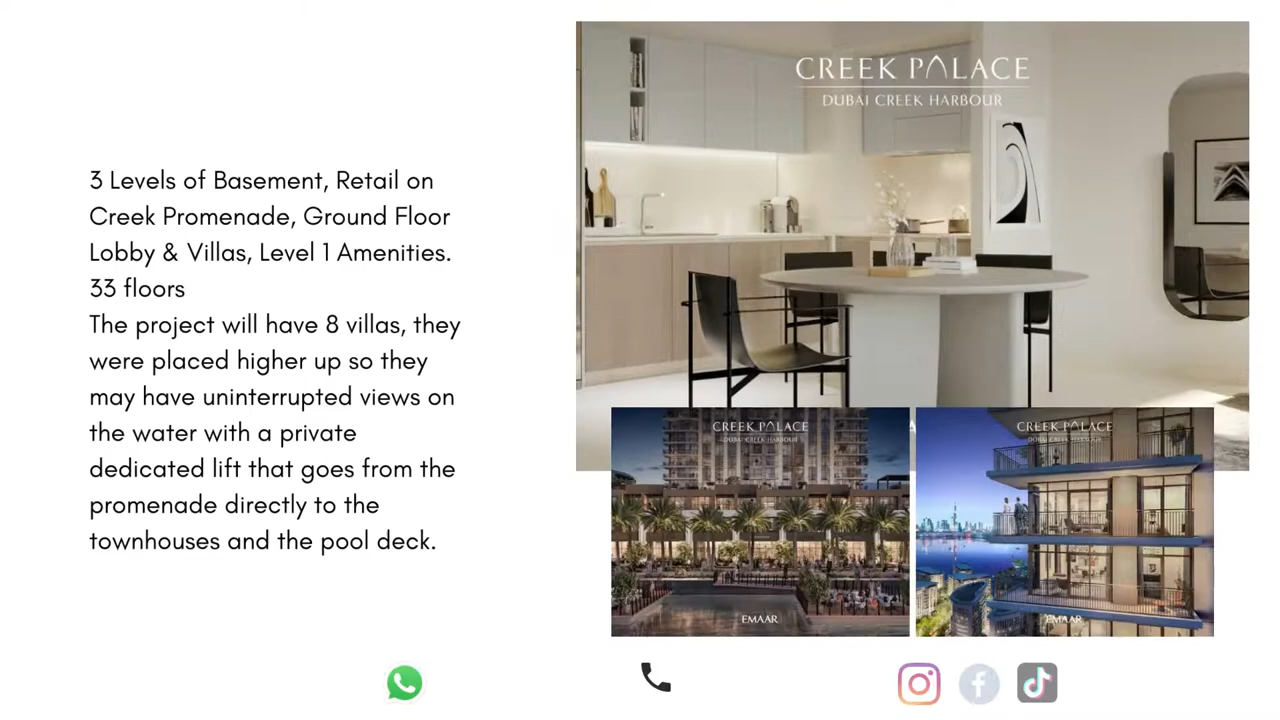 3 Levels of Basement, Retail on
Creek Promenade, Ground Floor
Lobby & Villas, Level 1 Amenities.
33 floors
The project will have 8 villas, they
were placed higher up so they
may have uninterrupted views on
the water with a private
dedicated lift that goes from the
promenade directly to the
townhouses and the pool deck.
CREEK PALACE
DUBAI CREEK HARBOUR
CREEK PALACE
DUBAI CREEK HARBOUR
EMAAR
CREEK PALACE
DUBAI CREEK HARBOUR
EMAAR